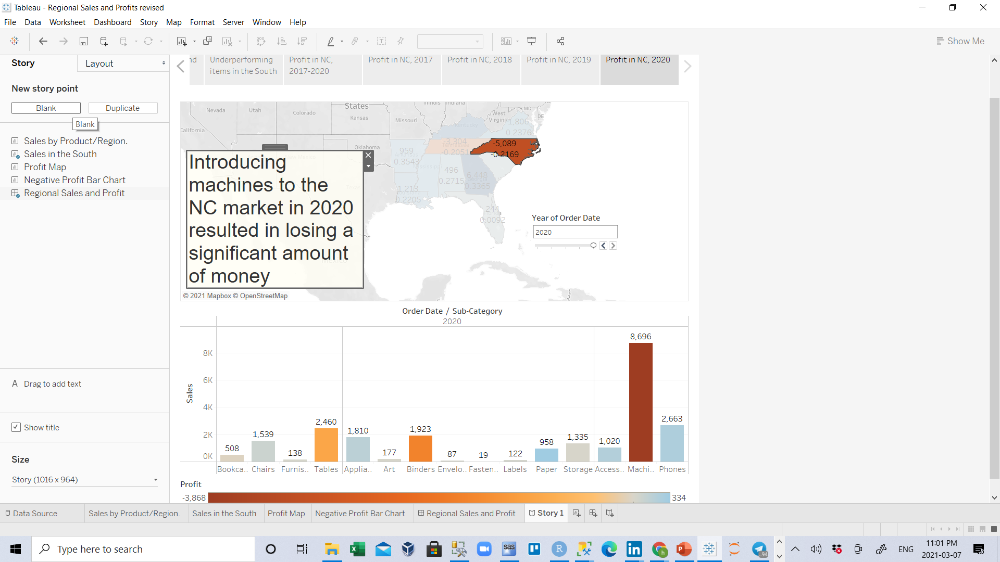 Tableau - Regional Sales and Profits revised
File Data Worksheet Dashboard Story Map Format Server Window Help
Show Me
Story Layout
New story point
Blank Duplicate
Blank
Sales by Product/Region.
Sales in the South
Profit Map
Negative Profit Bar Chart
Regional Sales and Profit
A Drag to add text
Show title
Size
Story (1016 x 964)
nd
Underperforming
items in the South
Profit in NC,
2017-2020
Profit in NC, 2017
Profit in NC, 2018
Profit in NC, 2019
Profit in NC, 2020
States
Nevada
Utah
Colorado
Kansas
Missouri
Illinois
Indiana
West
Virginia
MD
DE
California
Kentucky
Oklahoma
1,806
0.2376
-3,304
-0.2051
-5,089
-0.2169
959
0.3543
496
0.2715
6,448
Georgia
0.3365
1,213
0.2205
244
0.0092
Introducing
machines to the
NC market in 2020
resulted in losing a
significant amount
of money
© 2021 Mapbox © OpenStreetMap
Year of Order Date
2020
Order Date / Sub-Category
2020
Sales
8K
6K
4K
2K
0K
508
1,539
138
2,460
1,810
177
1,923
87
19
122
958
1,335
1,020
8,696
2,663
Bookca.. Chairs Furnis.. Tables Applia.. Art Binders Envelo.. Fasten.. Labels Paper Storage Access.. Machi.. Phones
Profit
-3,868 334
Data Source Sales by Product/Region. Sales in the South Profit Map Negative Profit Bar Chart Regional Sales and Profit Story 1
Type here to search
sas
R
in
h
P
..94
ENG
11:01 PM
2021-03-07